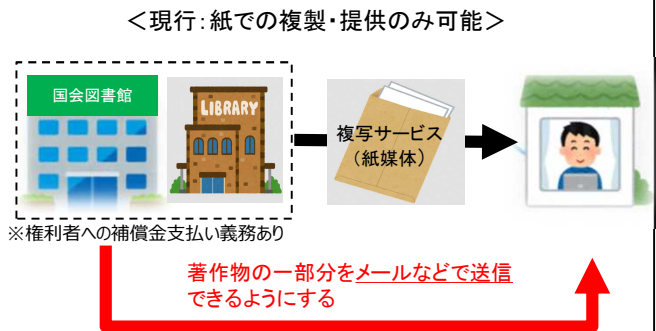 ＜現行：紙での複製・提供のみ可能＞
国会図書館
LIBRARY
複写サービス
（紙媒体）
※権利者への補償金支払い義務あり
著作物の一部分をメールなどで送信
できるようにする